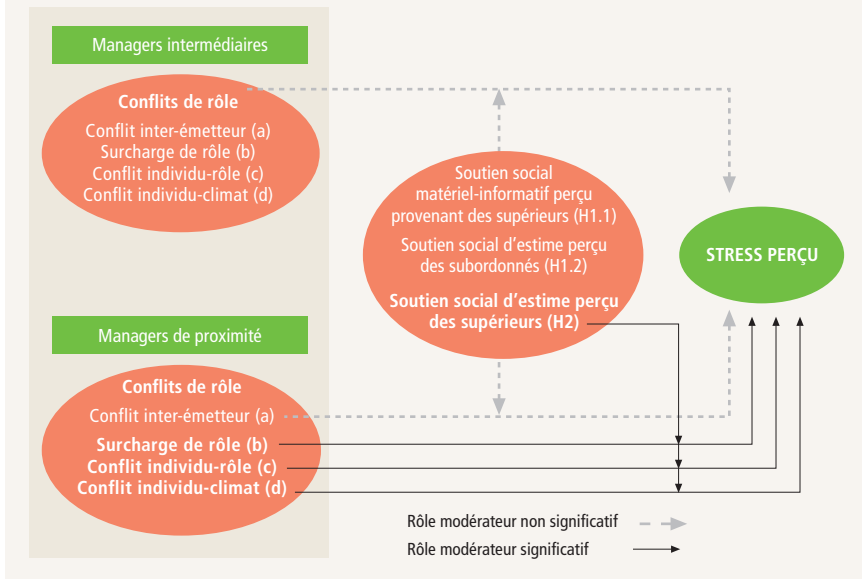 Managers intermédiaires
Conflits de rôle
Conflit inter-émetteur (a)
Surcharge de rôle (b)
Conflit individu-rôle (c)
Conflit individu-climat (d)
Soutien social
matériel-informatif perçu
provenant des supérieurs (H1.1)
Soutien social d'estime perçu
des subordonnés (H1.2)
Soutien social d'estime perçu
des supérieurs (H2)
STRESS PERÇU
Managers de proximité
Conflits de rôle
Conflit inter-émetteur (a)
Surcharge de rôle (b)
Conflit individu-rôle (c)
Conflit individu-climat (d)
Rôle modérateur non significatif
Rôle modérateur significatif